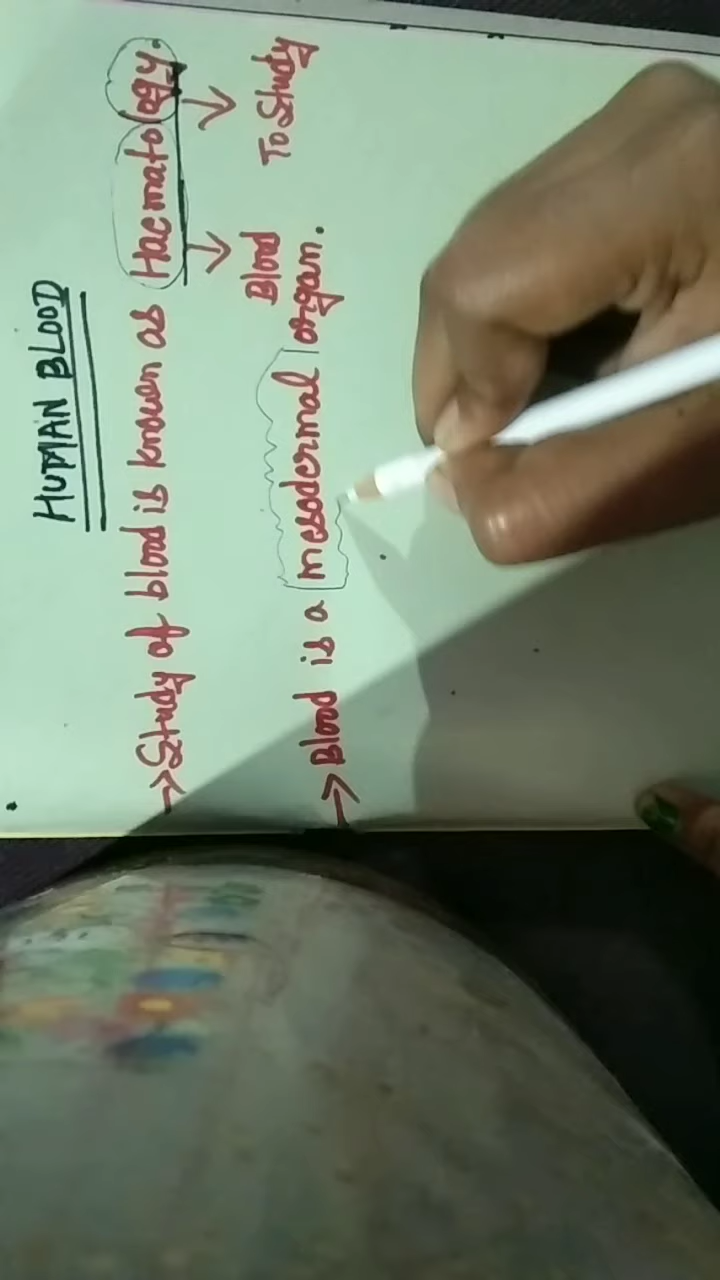 HUMAN BLOOD
→ Study of blood is known as Haematology.
Blood To Study
→ Blood is a mesodermal organ.